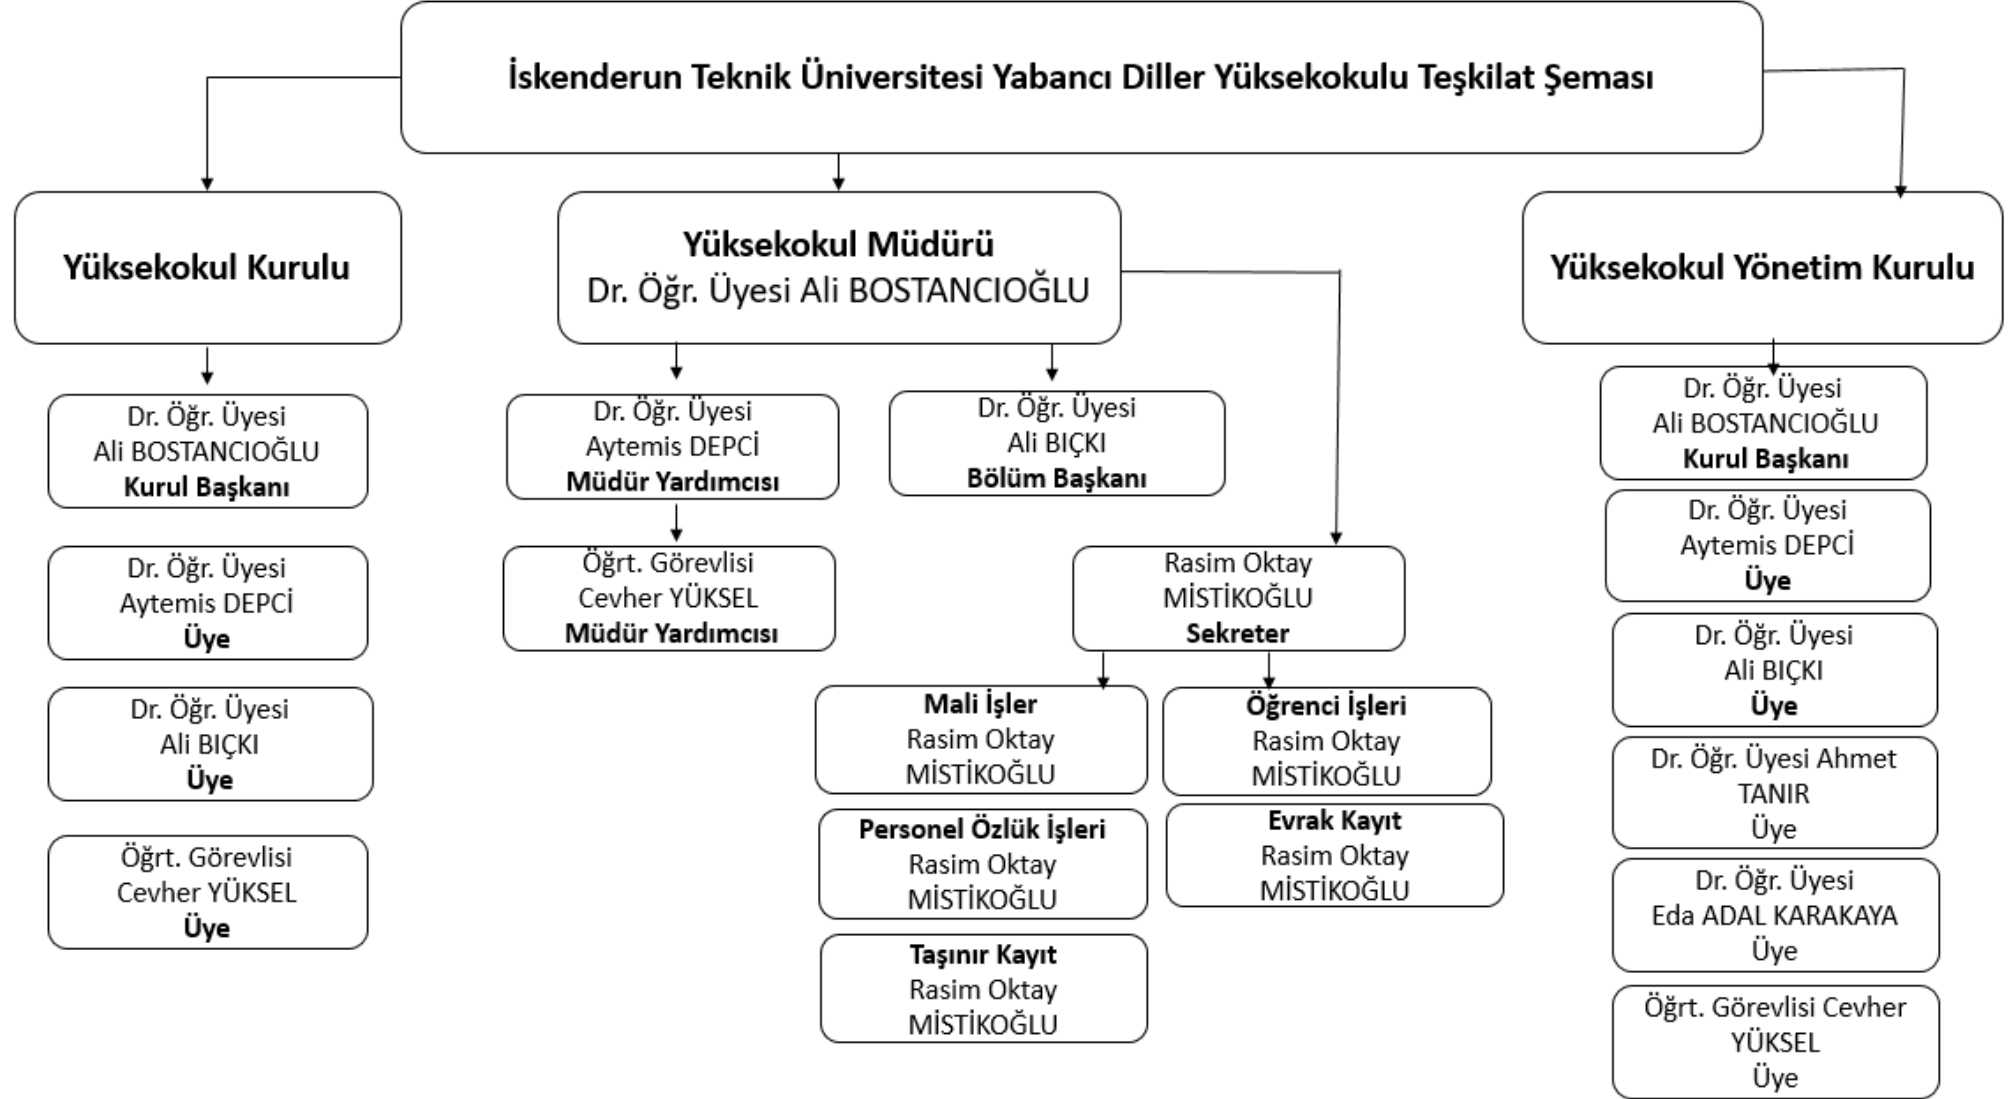 İskenderun Teknik Üniversitesi Yabancı Diller Yüksekokulu Teşkilat Şeması
Yüksekokul Kurulu
Dr. Öğr. Üyesi
Ali BOSTANCIOĞLU
Kurul Başkanı
Dr. Öğr. Üyesi
Aytemis DEPCİ
Üye
Dr. Öğr. Üyesi
Ali BIÇKI
Üye
Öğrt. Görevlisi
Cevher YÜKSEL
Üye
Yüksekokul Müdürü
Dr. Öğr. Üyesi Ali BOSTANCIOĞLU
Dr. Öğr. Üyesi
Aytemis DEPCİ
Müdür Yardımcısı
Öğrt. Görevlisi
Cevher YÜKSEL
Müdür Yardımcısı
Dr. Öğr. Üyesi
Ali BIÇKI
Bölüm Başkanı
Rasim Oktay
MİSTİKOĞLU
Sekreter
Mali İşler
Rasim Oktay
MİSTİKOĞLU
Personel Özlük İşleri
Rasim Oktay
MİSTİKOĞLU
Taşınır Kayıt
Rasim Oktay
MİSTİKOĞLU
Öğrenci İşleri
Rasim Oktay
MİSTİKOĞLU
Evrak Kayıt
Rasim Oktay
MİSTİKOĞLU
Yüksekokul Yönetim Kurulu
Dr. Öğr. Üyesi
Ali BOSTANCIOĞLU
Kurul Başkanı
Dr. Öğr. Üyesi
Aytemis DEPCİ
Üye
Dr. Öğr. Üyesi
Ali BIÇKI
Üye
Dr. Öğr. Üyesi Ahmet
TANIR
Üye
Dr. Öğr. Üyesi
Eda ADAL KARAKAYA
Üye
Öğrt. Görevlisi Cevher
YÜKSEL
Üye